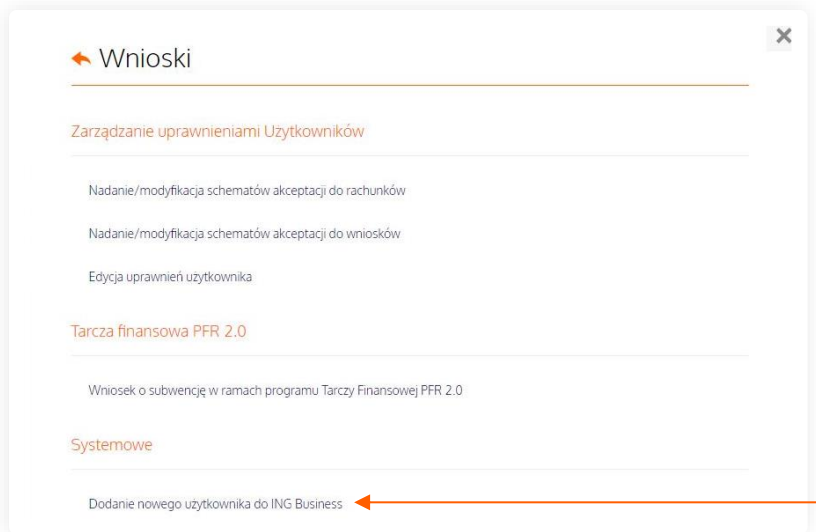 Wnioski
Zarządzanie uprawnieniami Użytkowników
Nadanie/modyfikacja schematów akceptacji do rachunków
Nadanie/modyfikacja schematów akceptacji do wniosków
Edycja uprawnień użytkownika
Tarcza finansowa PFR 2.0
Wniosek o subwencję w ramach programu Tarczy Finansowej PFR 2.0
Systemowe
Dodanie nowego użytkownika do ING Business